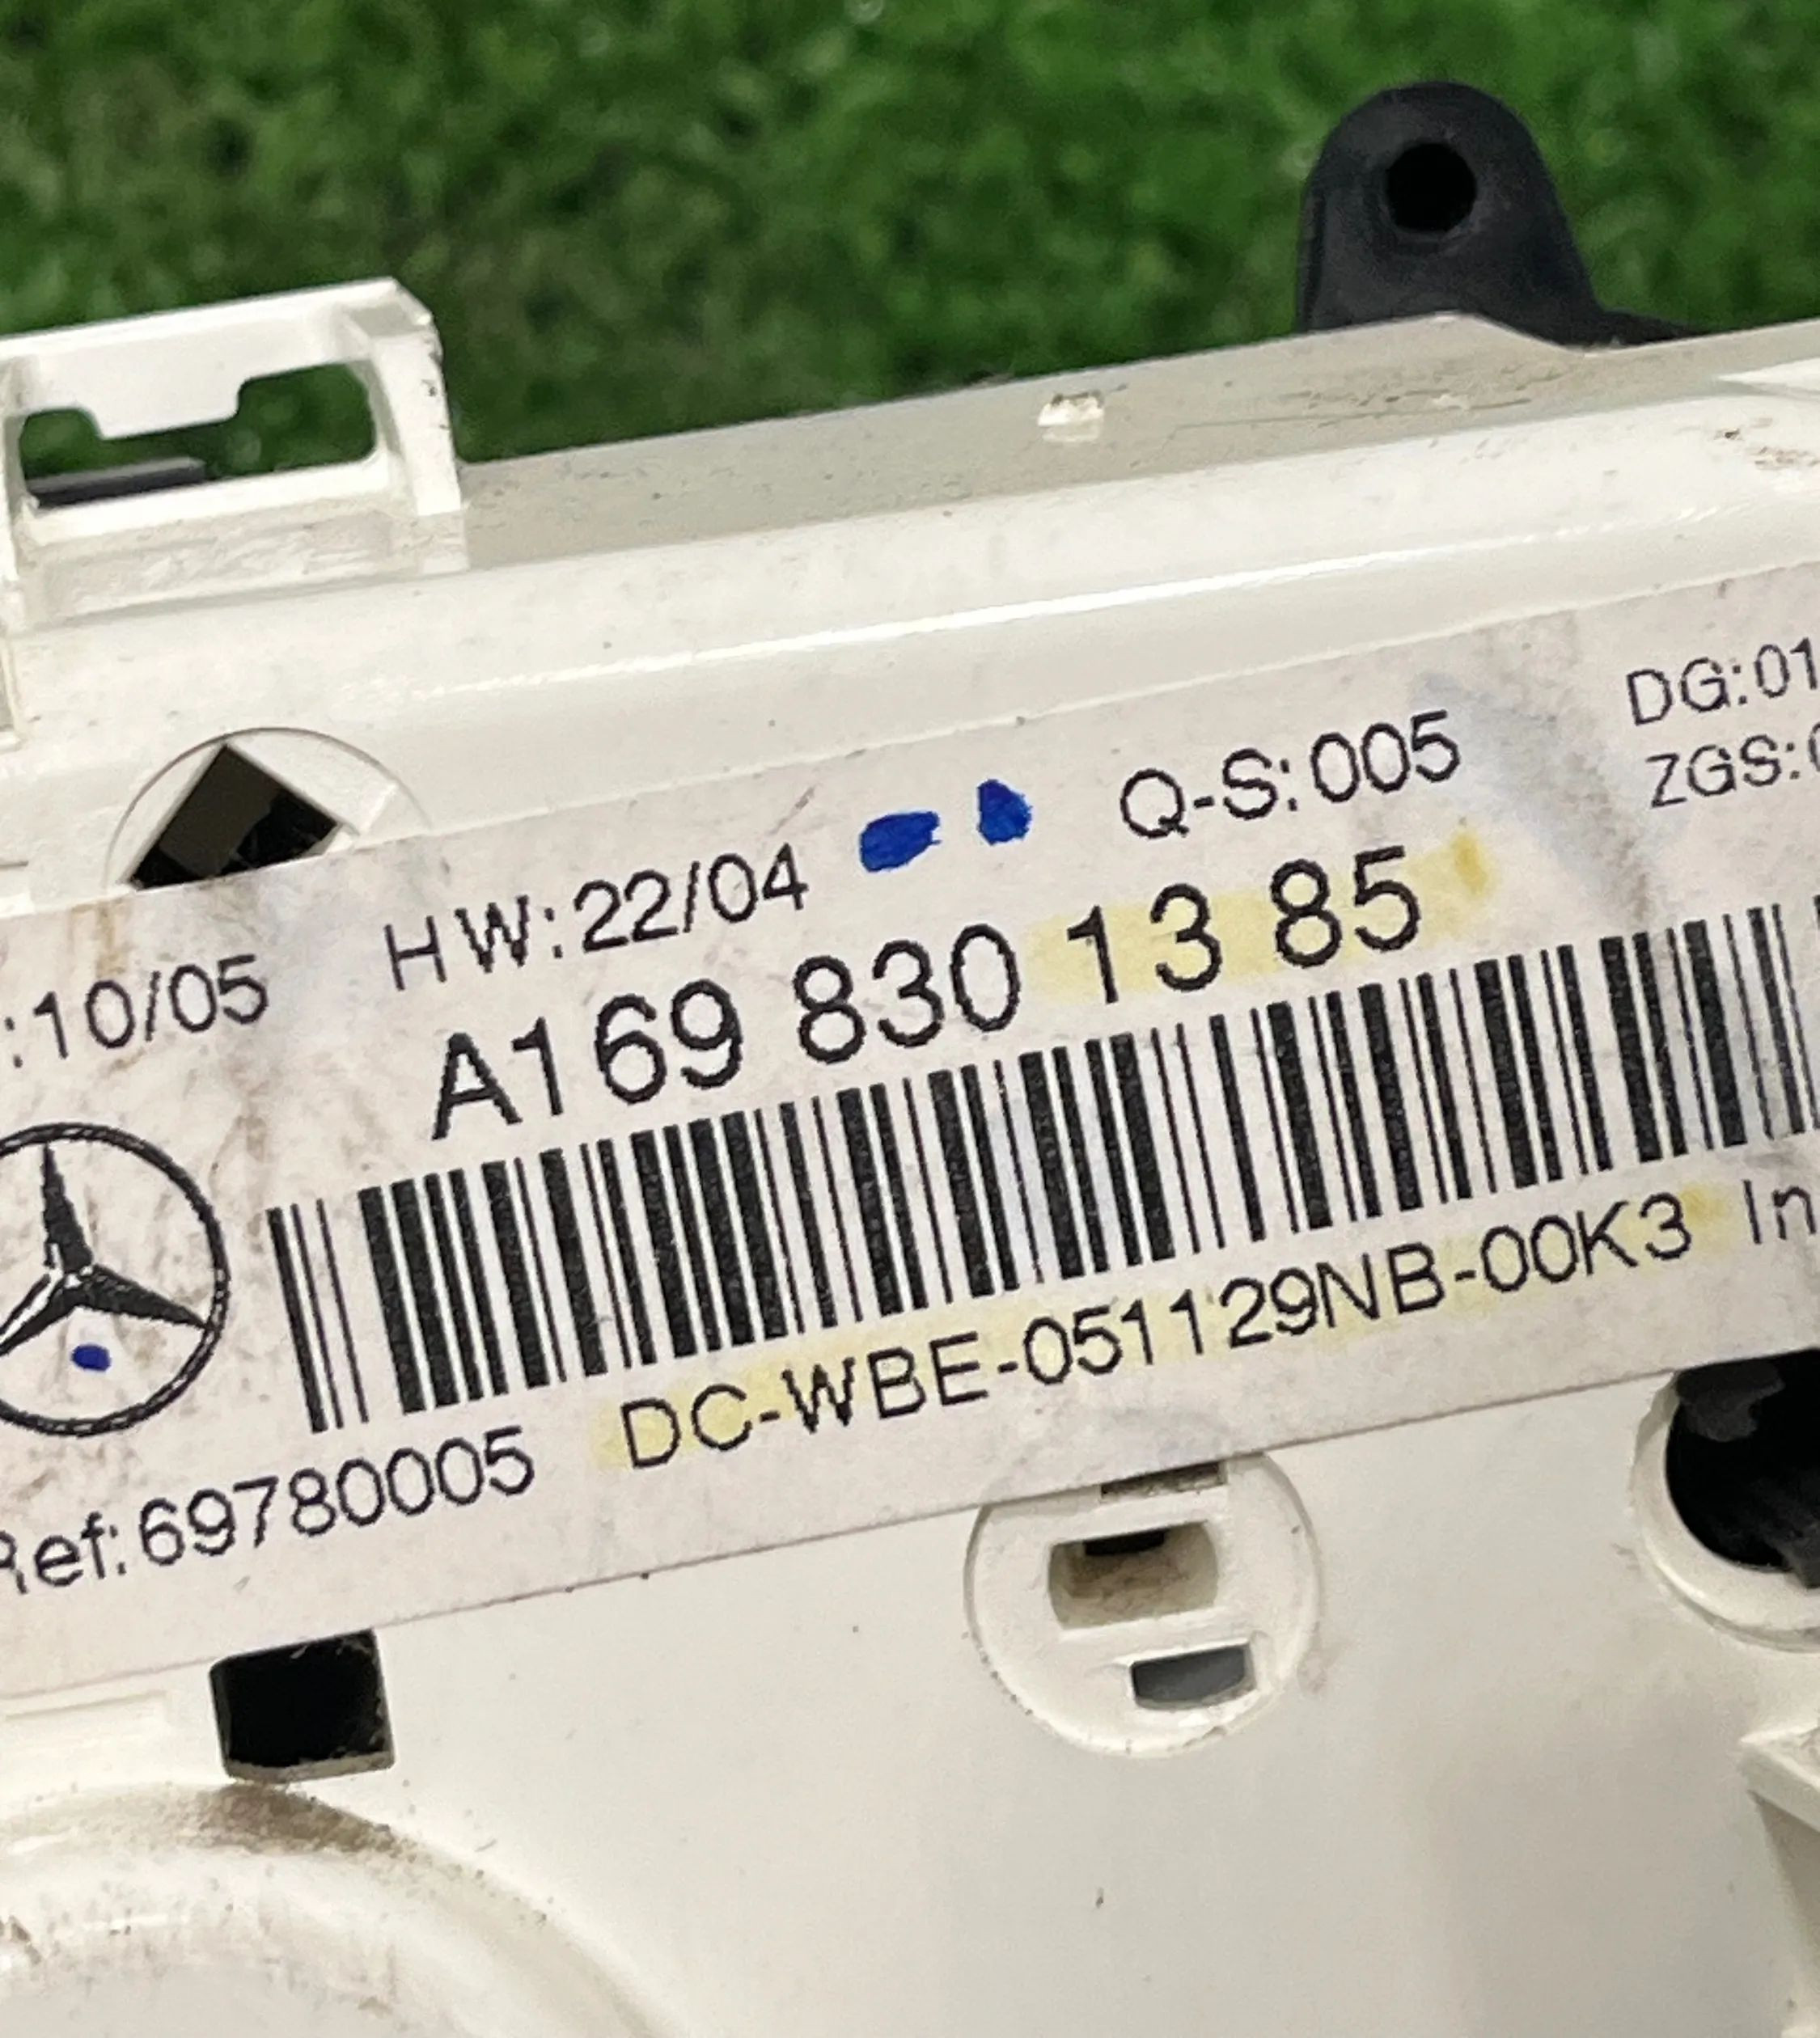 :10/05 HW:22/04 Q-S:005 DG:01
ZGS:
A169 830 13 85
Ref:69780005 DC-WBE-051129NB-00K3 In